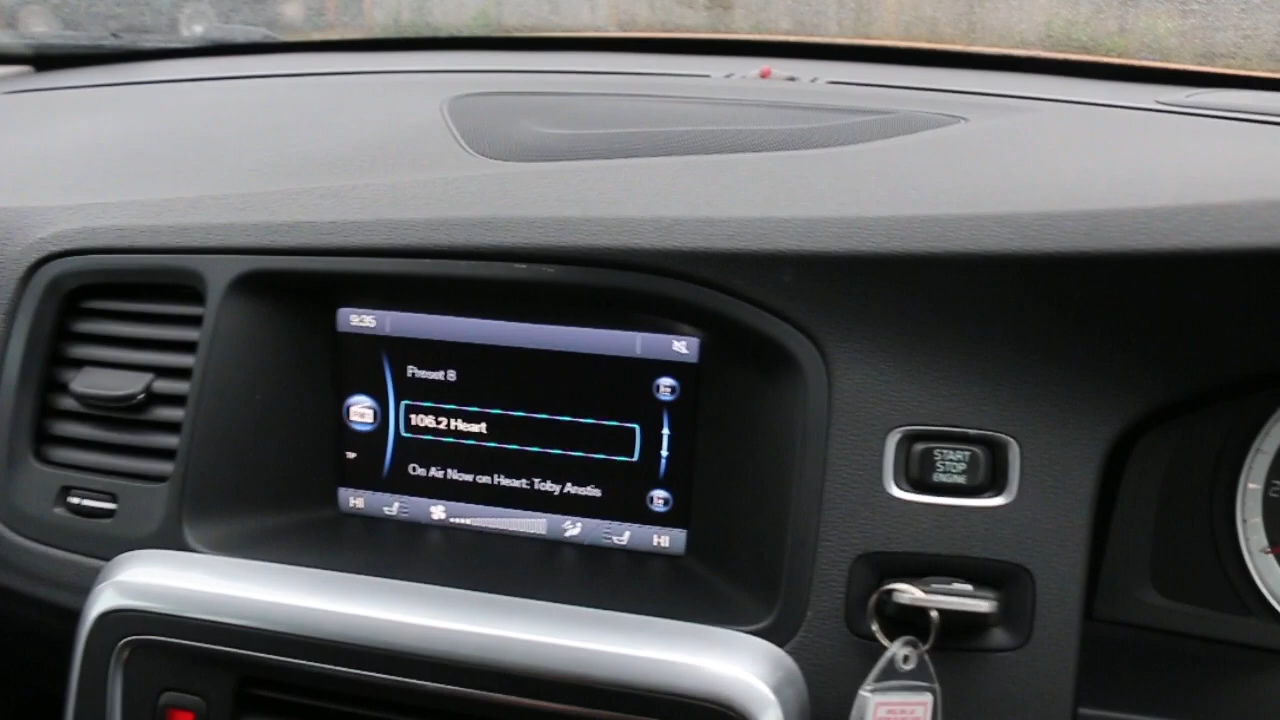 9:35
Preset 8
106.2 Heart
TP
On Air Now on Heart: Toby Anstis
HI
HI
START
STOP
ENGINE